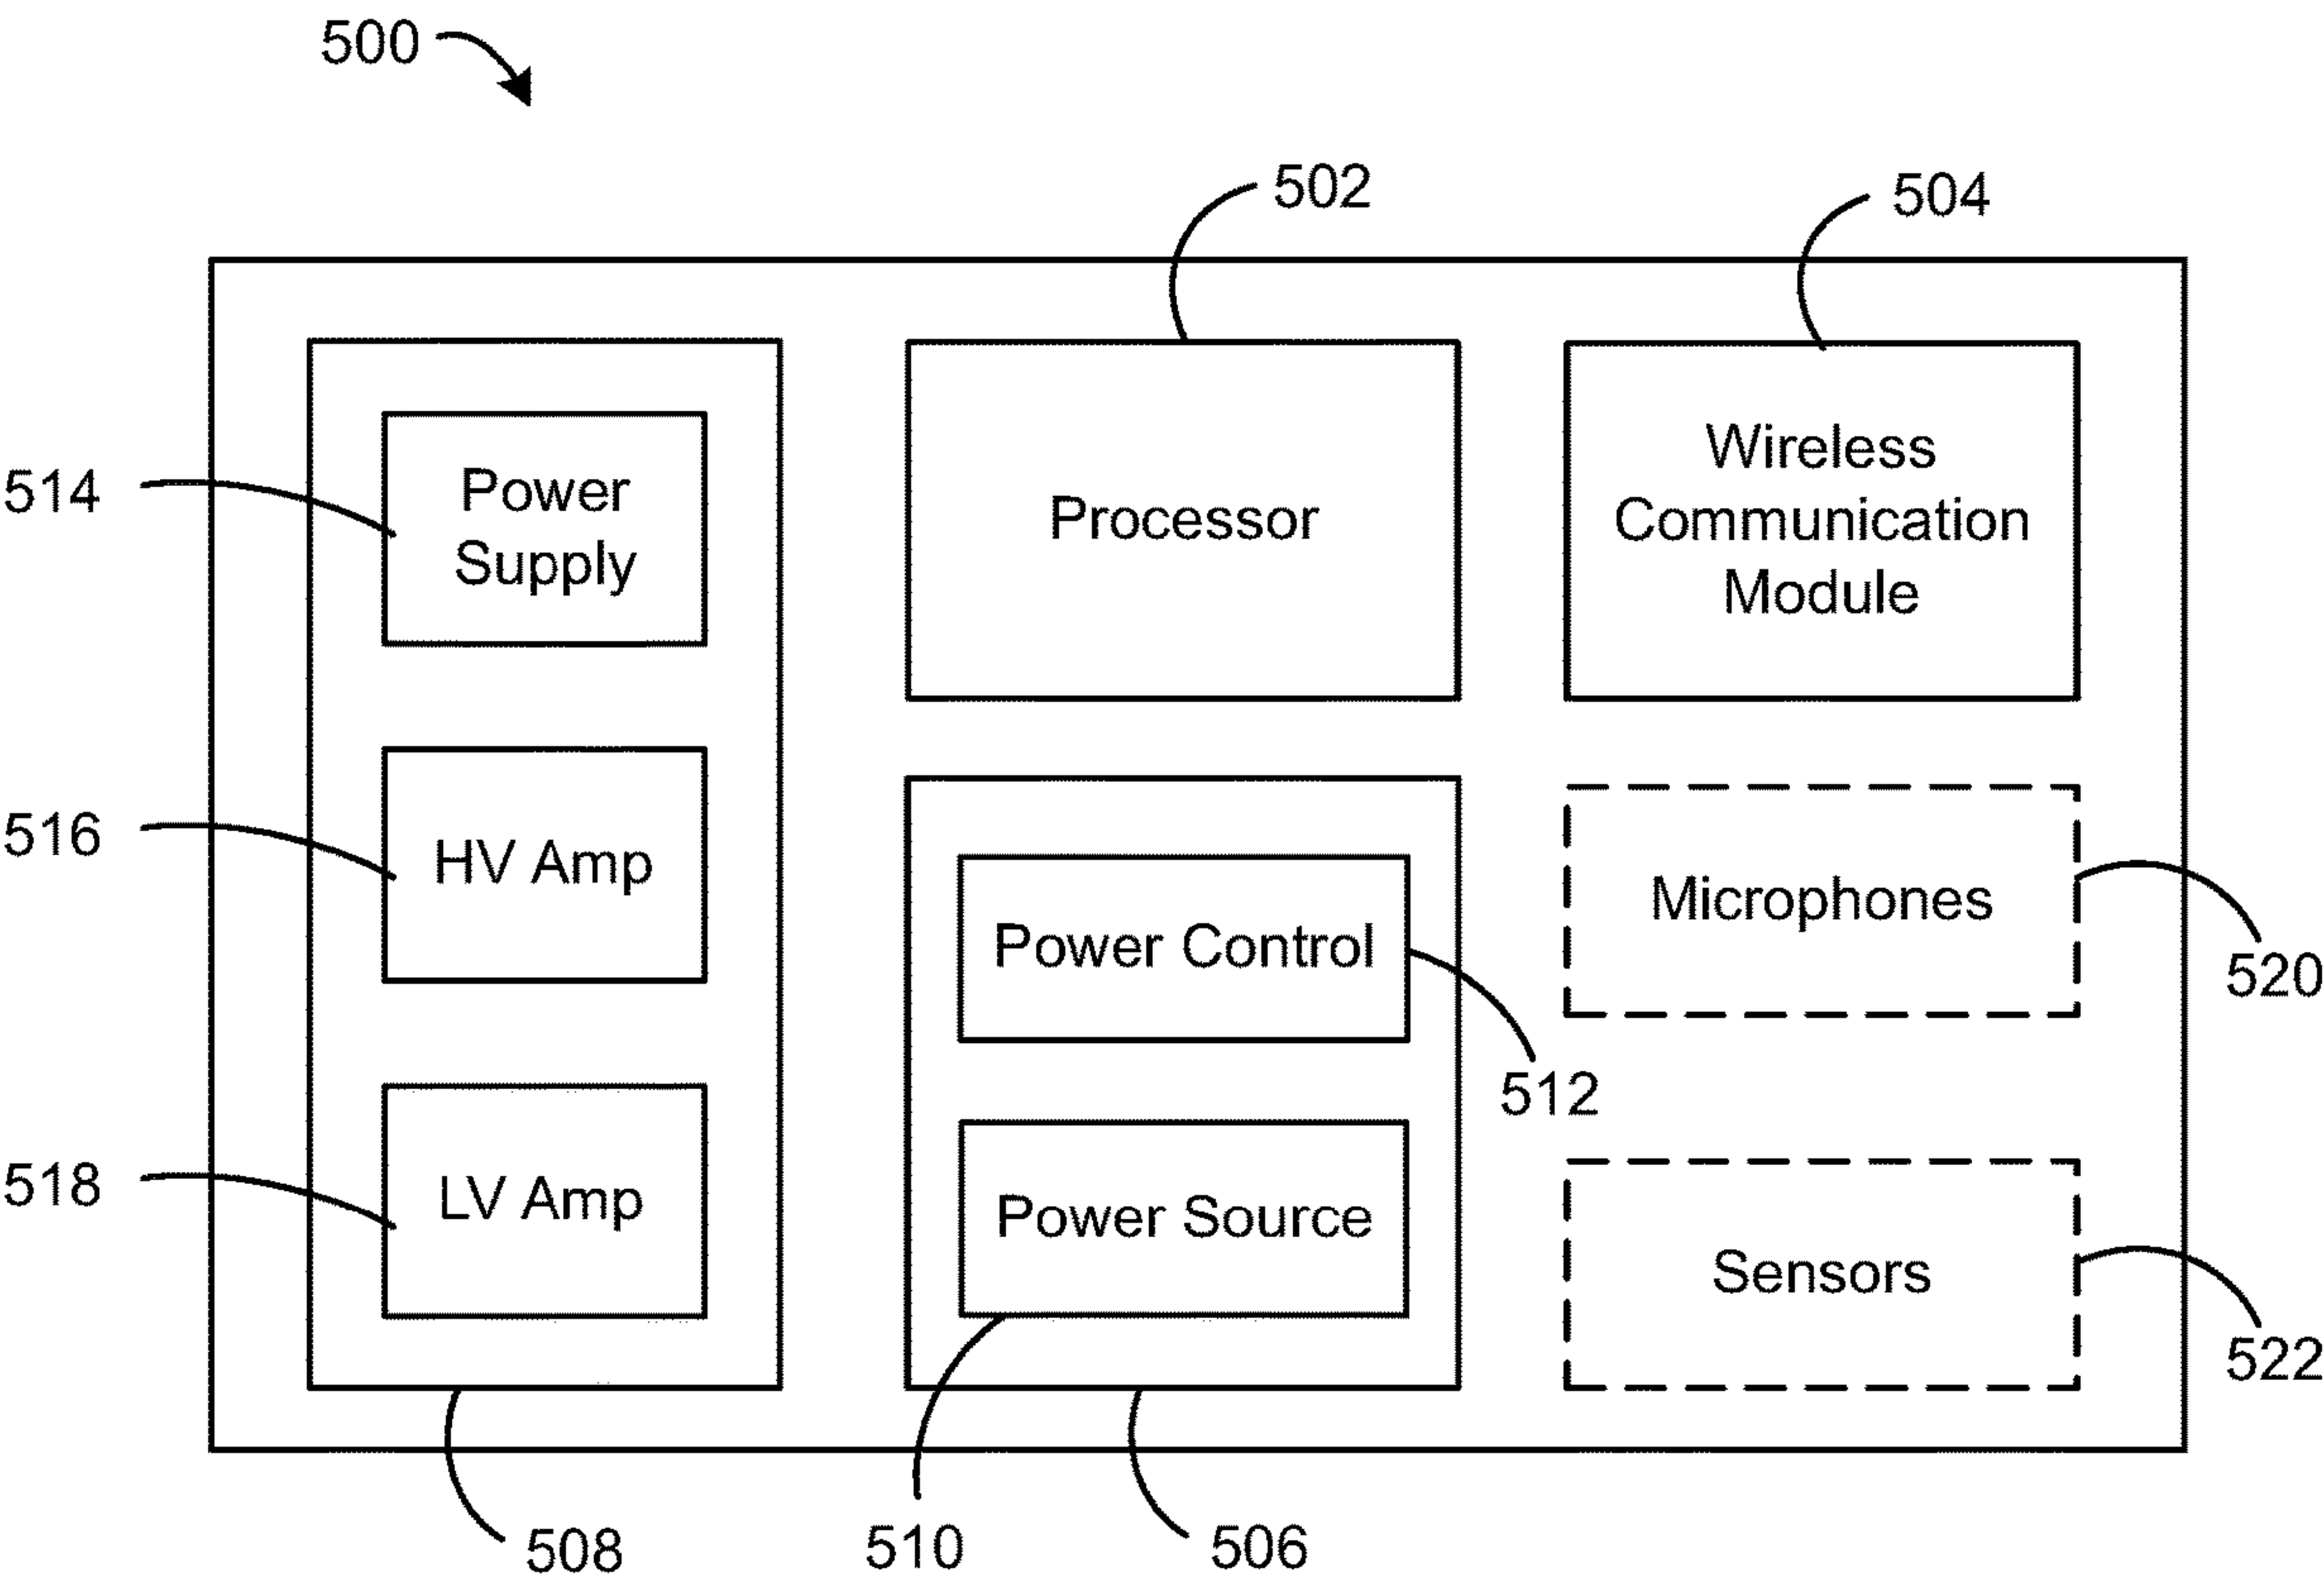 500
502
504
514
Power
Supply
Processor
Wireless
Communication
Module
516
HV Amp
Power Control
Microphones
520
512
518
LV Amp
Power Source
Sensors
522
508
510
506